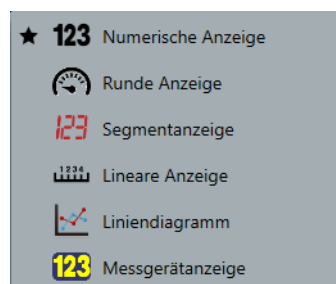 123 Numerische Anzeige
Runde Anzeige
123 Segmentanzeige
1234 Lineare Anzeige
Liniendiagramm
123 Messgerätanzeige